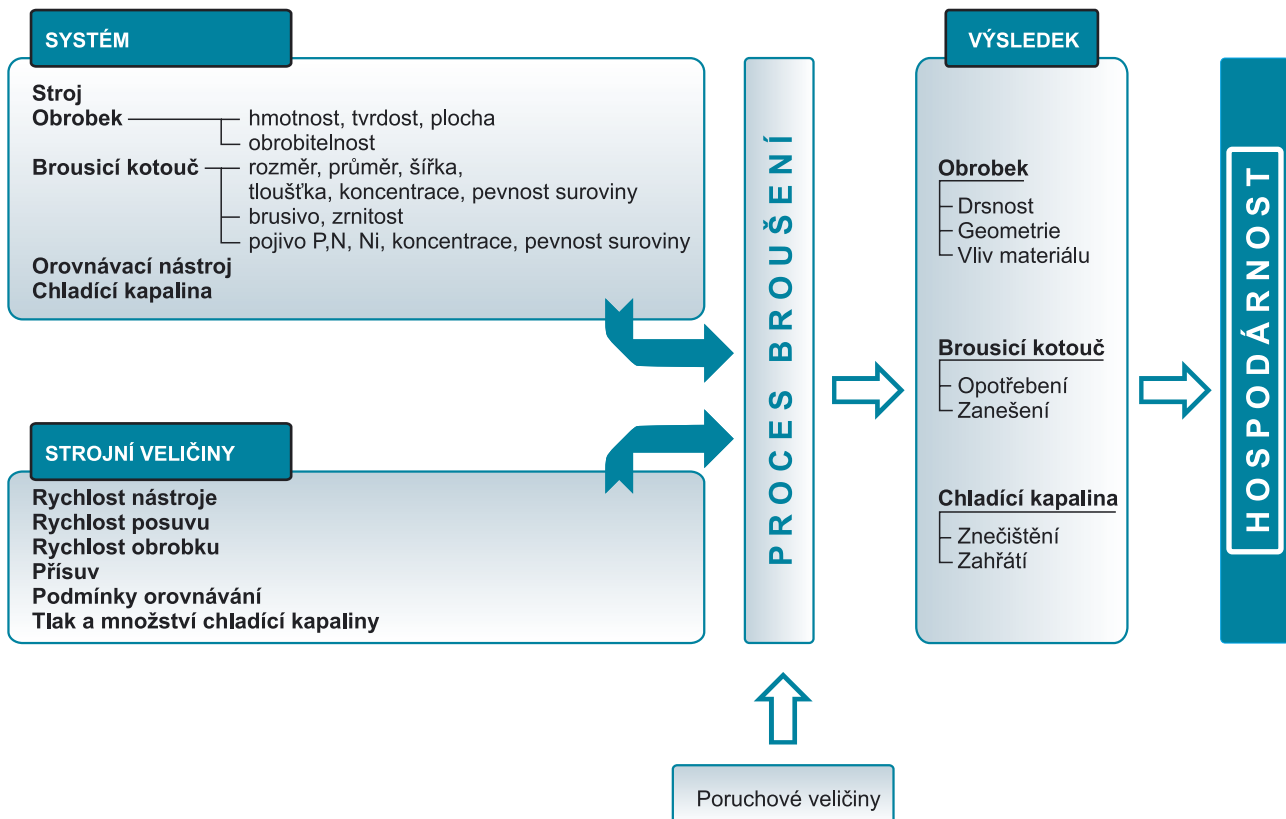 SYSTÉM
Stroj
Obrobek
hmotnost, tvrdost, plocha
obrobitelnost
Brousicí kotouč
rozměr, průměr, šířka,
tloušťka, koncentrace, pevnost suroviny
brusivo, zrnitost
pojivo P,N, Ni, koncentrace, pevnost suroviny
Orovnávací nástroj
Chladící kapalina
STROJNÍ VELIČINY
Rychlost nástroje
Rychlost posuvu
Rychlost obrobku
Přísuv
Podmínky orovnávání
Tlak a množství chladící kapaliny
PROCES BROUŠENÍ
Poruchové veličiny
VÝSLEDEK
Obrobek
Drsnost
Geometrie
Vliv materiálu
Brousicí kotouč
Opotřebení
Zanešení
Chladící kapalina
Znečištění
Zahřátí
HOSPODÁRNOST